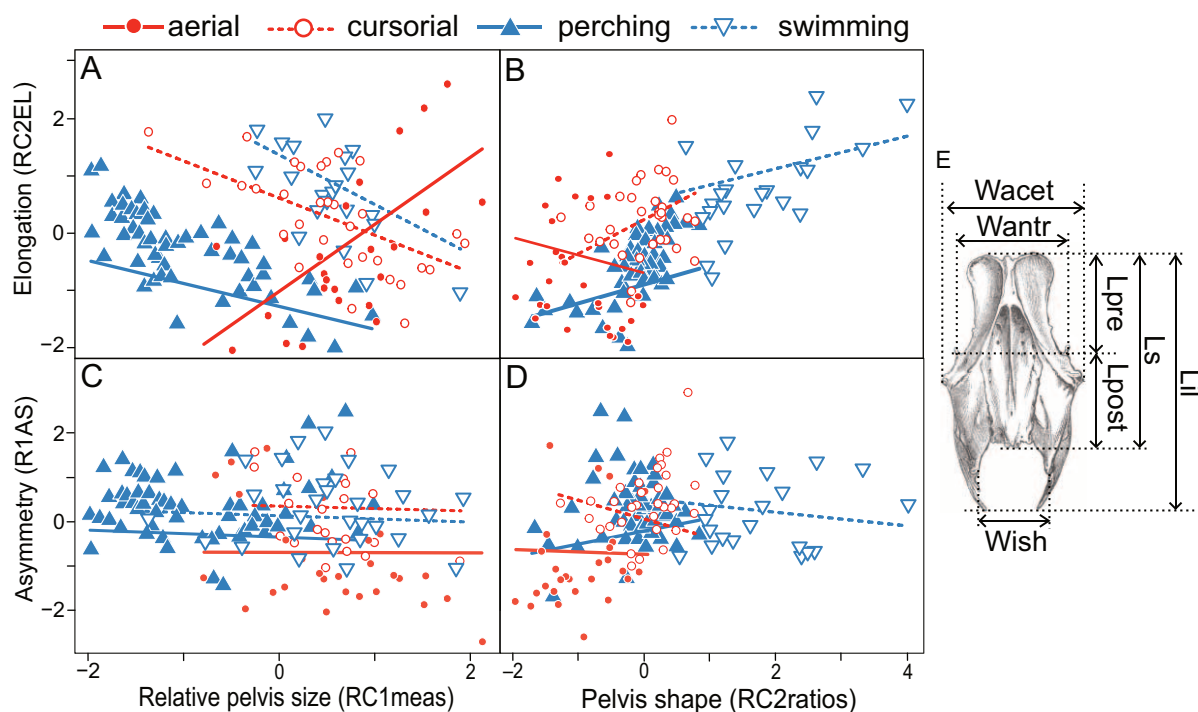 aerial cursorial perching swimming
A
B
Elongation (RC2EL)
2
0
−2
C
D
Asymmetry (R1AS)
2
0
−2
−2 0 2
−2 0 2 4
Relative pelvis size (RC1meas)
Pelvis shape (RC2ratios)
E
Wacet
Wantr
Lpre
Ls
Lil
Lpost
Wish